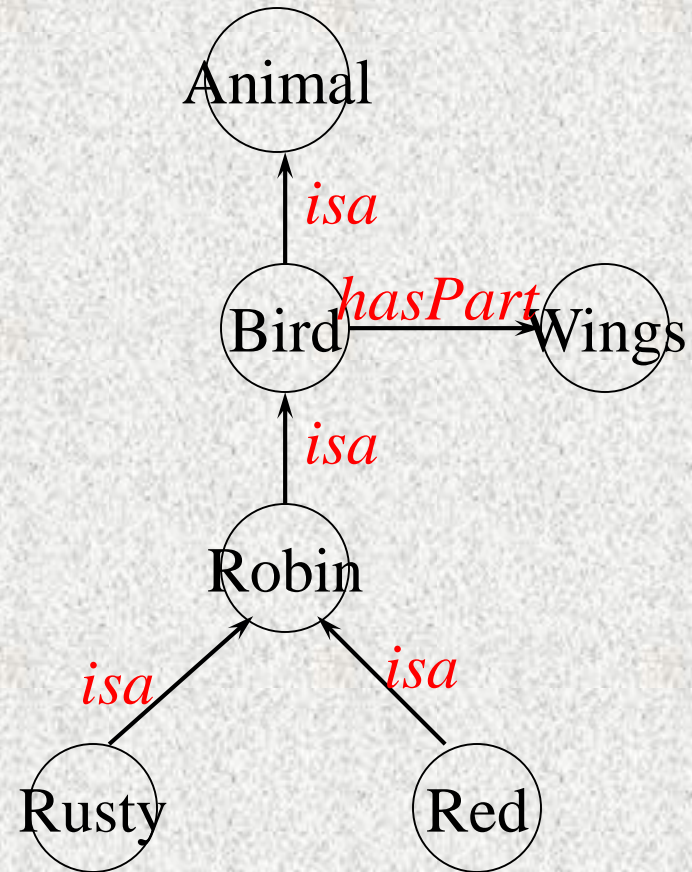 Animal
isa
hasPart
Bird
Wings
isa
Robin
isa
isa
Rusty
Red